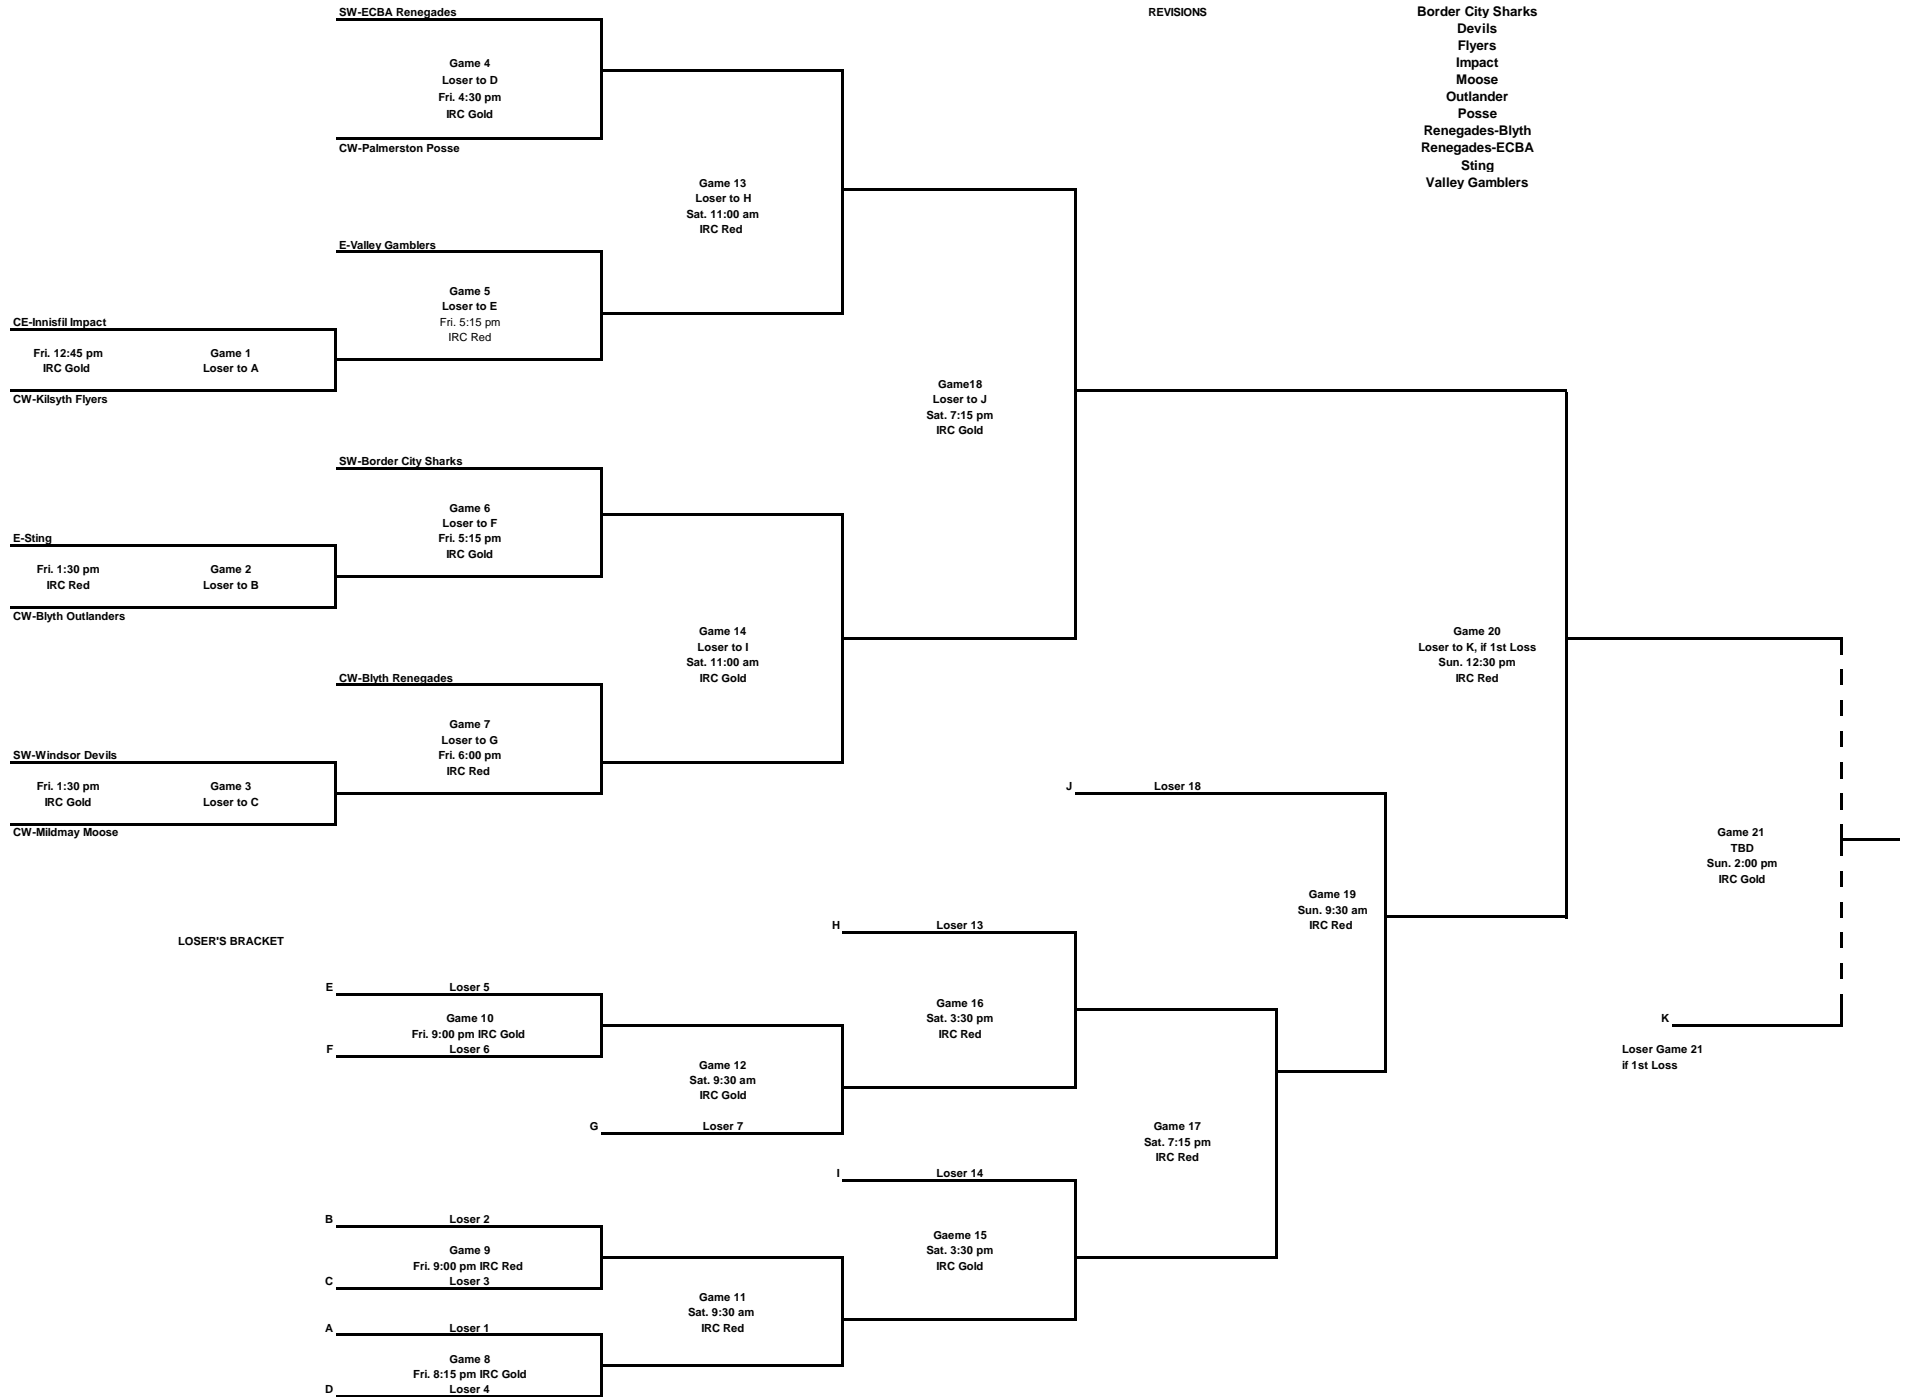 SW-ECBA Renegades
Game 4
Loser to D
Fri. 4:30 pm
IRC Gold
CW-Palmerston Posse
REVISIONS
Border City Sharks
Devils
Flyers
Impact
Moose
Outlander
Posse
Renegades-Blyth
Renegades-ECBA
Sting
Valley Gamblers
Game 13
Loser to H
Sat. 11:00 am
IRC Red
E-Valley Gamblers
Game 5
Loser to E
Fri. 5:15 pm
IRC Red
CE-Innisfil Impact
Fri. 12:45 pm Game 1
IRC Gold Loser to A
CW-Kilsyth Flyers
Game18
Loser to J
Sat. 7:15 pm
IRC Gold
SW-Border City Sharks
Game 6
Loser to F
Fri. 5:15 pm
IRC Gold
E-Sting
Fri. 1:30 pm Game 2
IRC Red Loser to B
CW-Blyth Outlanders
Game 14
Loser to I
Sat. 11:00 am
IRC Gold
Game 20
Loser to K, if 1st Loss
Sun. 12:30 pm
IRC Red
CW-Blyth Renegades
Game 7
Loser to G
Fri. 6:00 pm
IRC Red
SW-Windsor Devils
Fri. 1:30 pm Game 3
IRC Gold Loser to C
CW-Mildmay Moose
J Loser 18
Game 21
TBD
Sun. 2:00 pm
IRC Gold
Game 19
Sun. 9:30 am
IRC Red
LOSER'S BRACKET
H Loser 13
E Loser 5
Game 10
Fri. 9:00 pm IRC Gold
F Loser 6
Game 16
Sat. 3:30 pm
IRC Red
K
Loser Game 21
if 1st Loss
Game 12
Sat. 9:30 am
IRC Gold
G Loser 7
Game 17
Sat. 7:15 pm
IRC Red
I Loser 14
B Loser 2
Game 9
Fri. 9:00 pm IRC Red
C Loser 3
Gaeme 15
Sat. 3:30 pm
IRC Gold
Game 11
Sat. 9:30 am
IRC Red
A Loser 1
Game 8
Fri. 8:15 pm IRC Gold
D Loser 4